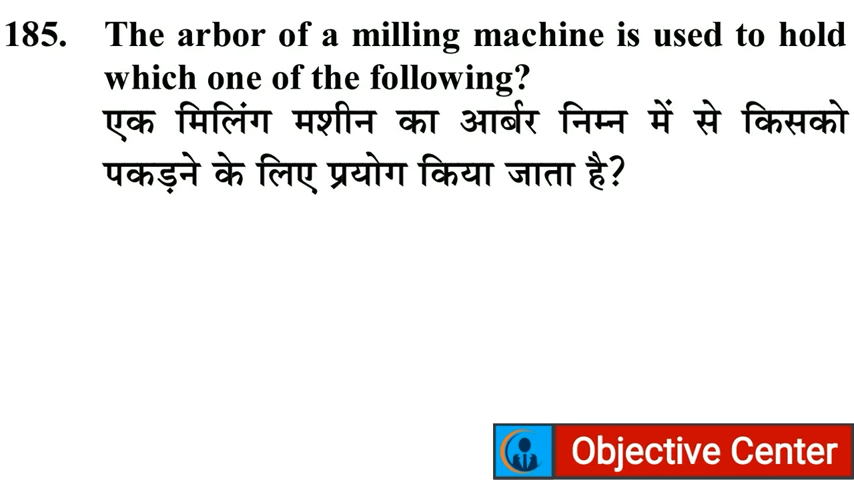 185. The arbor of a milling machine is used to hold
which one of the following?
एक मिलिंग मशीन का आर्बर निम्न में से किसको
पकड़ने के लिए प्रयोग किया जाता है?
Objective Center